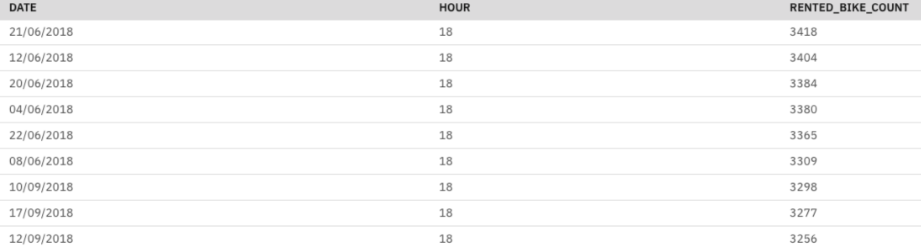 DATE HOUR RENTED_BIKE_COUNT
21/06/2018 18 3418
12/06/2018 18 3404
20/06/2018 18 3384
04/06/2018 18 3380
22/06/2018 18 3365
08/06/2018 18 3309
10/09/2018 18 3298
17/09/2018 18 3277
12/09/2018 18 3256